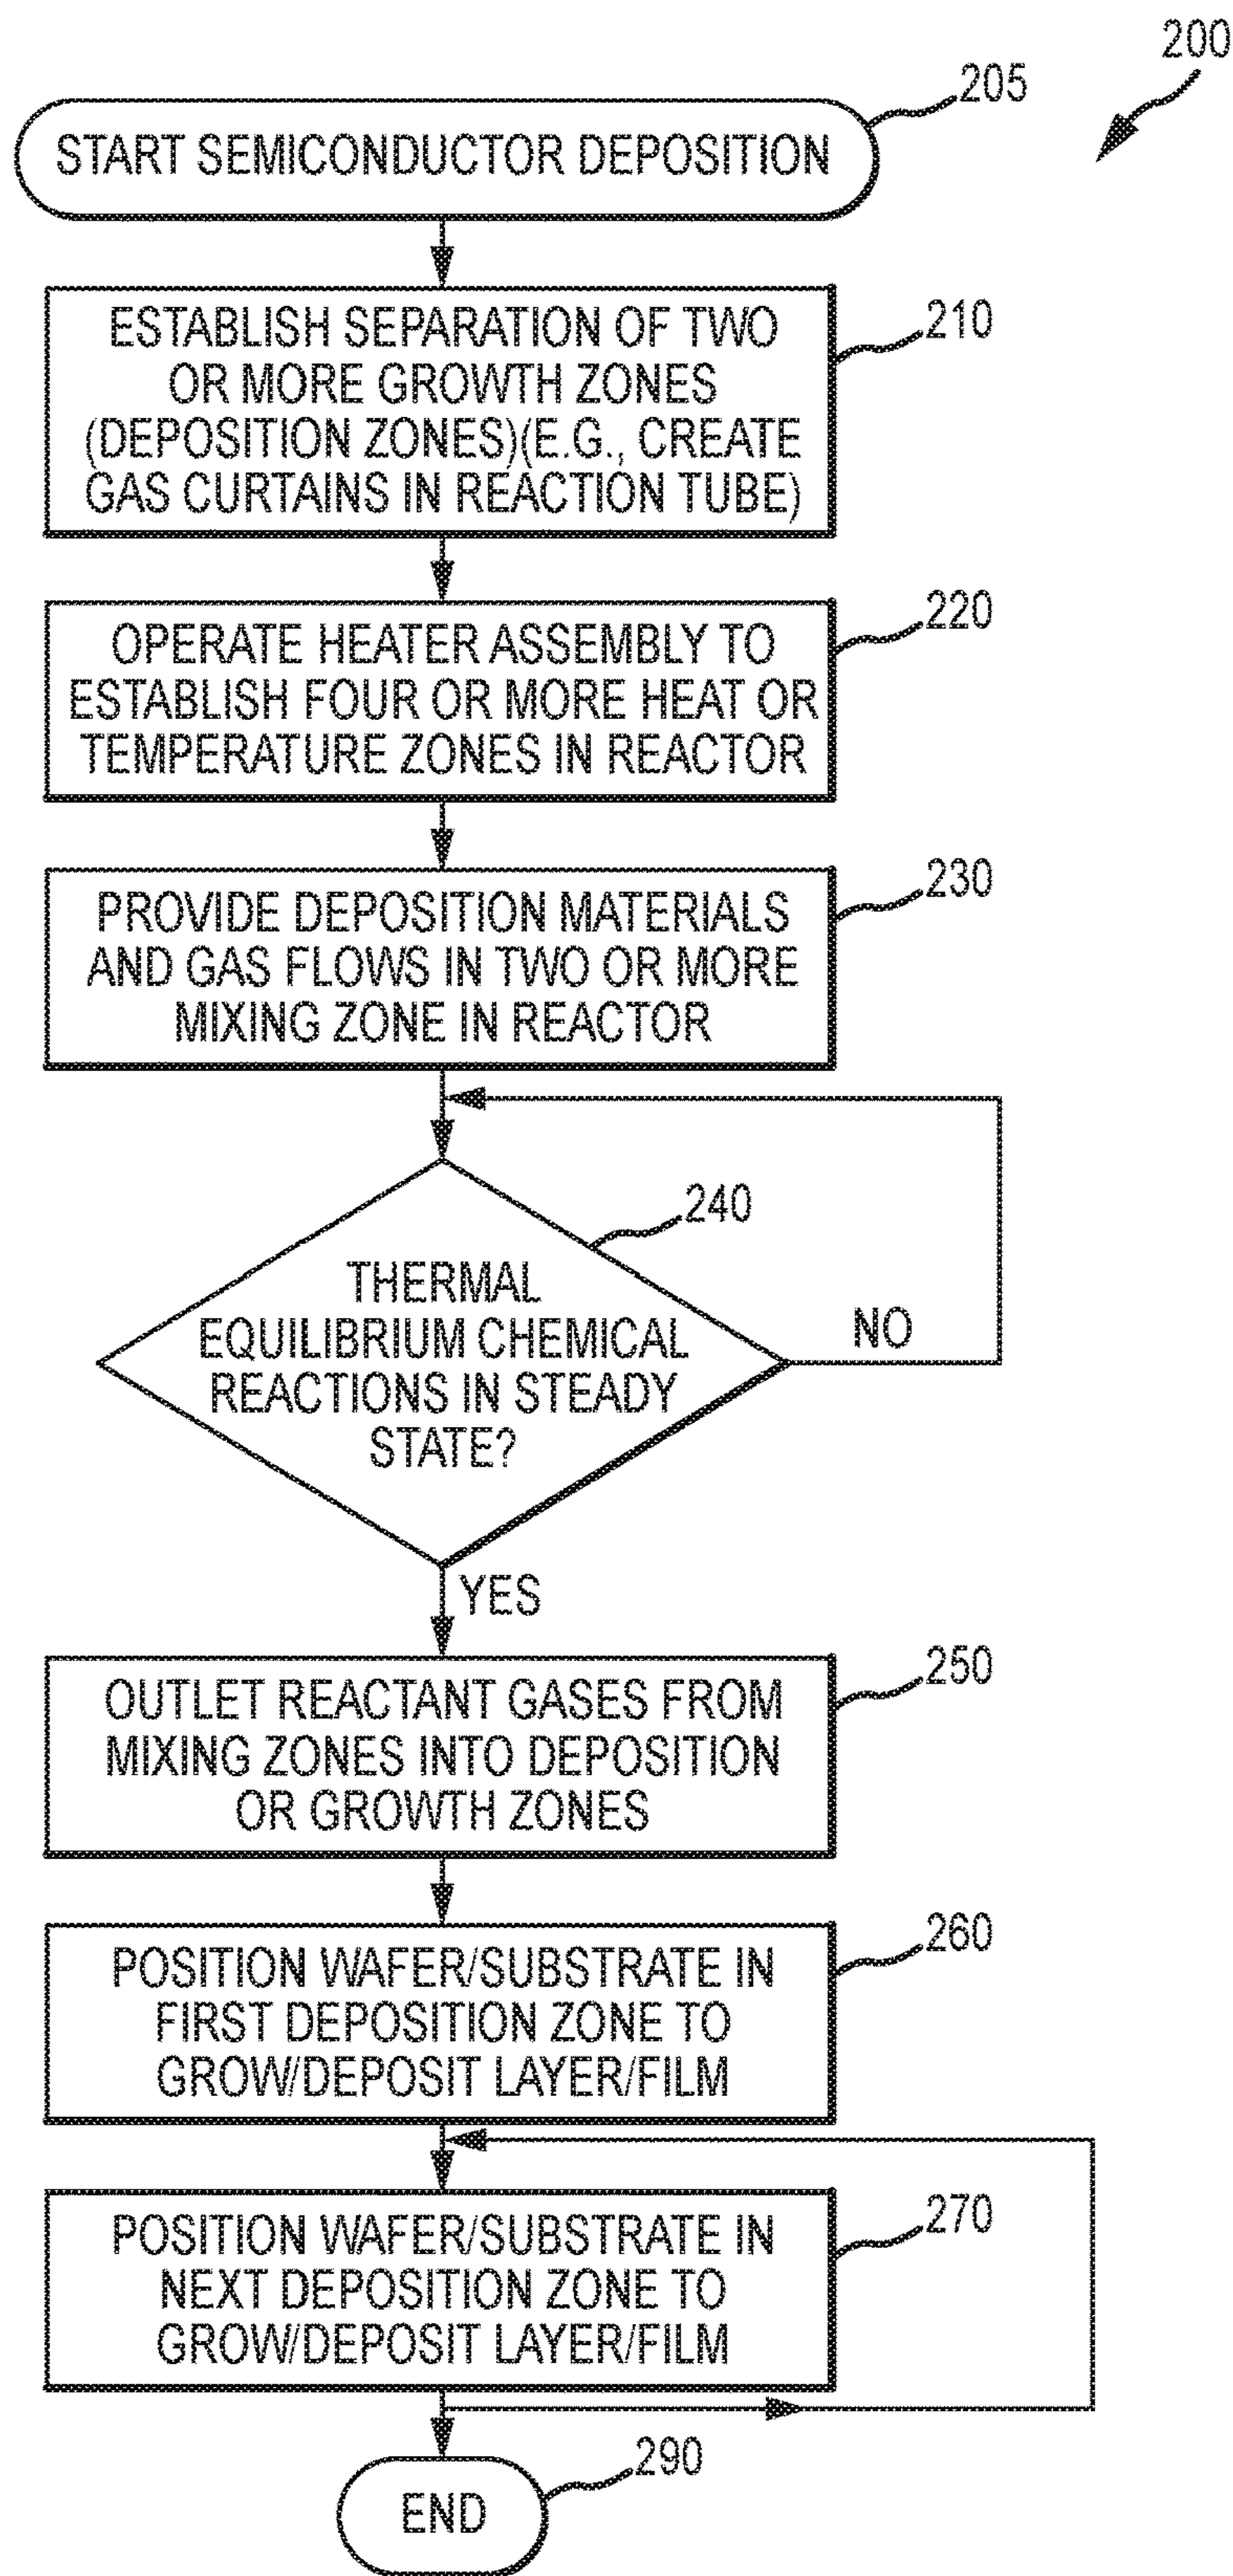 200
205
START SEMICONDUCTOR DEPOSITION
210
ESTABLISH SEPARATION OF TWO
OR MORE GROWTH ZONES
(DEPOSITION ZONES)(E.G., CREATE
GAS CURTAINS IN REACTION TUBE)
220
OPERATE HEATER ASSEMBLY TO
ESTABLISH FOUR OR MORE HEAT OR
TEMPERATURE ZONES IN REACTOR
230
PROVIDE DEPOSITION MATERIALS
AND GAS FLOWS IN TWO OR MORE
MIXING ZONE IN REACTOR
240
THERMAL
EQUILIBRIUM CHEMICAL
REACTIONS IN STEADY
STATE?
NO
YES
250
OUTLET REACTANT GASES FROM
MIXING ZONES INTO DEPOSITION
OR GROWTH ZONES
260
POSITION WAFER/SUBSTRATE IN
FIRST DEPOSITION ZONE TO
GROW/DEPOSIT LAYER/FILM
270
POSITION WAFER/SUBSTRATE IN
NEXT DEPOSITION ZONE TO
GROW/DEPOSIT LAYER/FILM
290
END